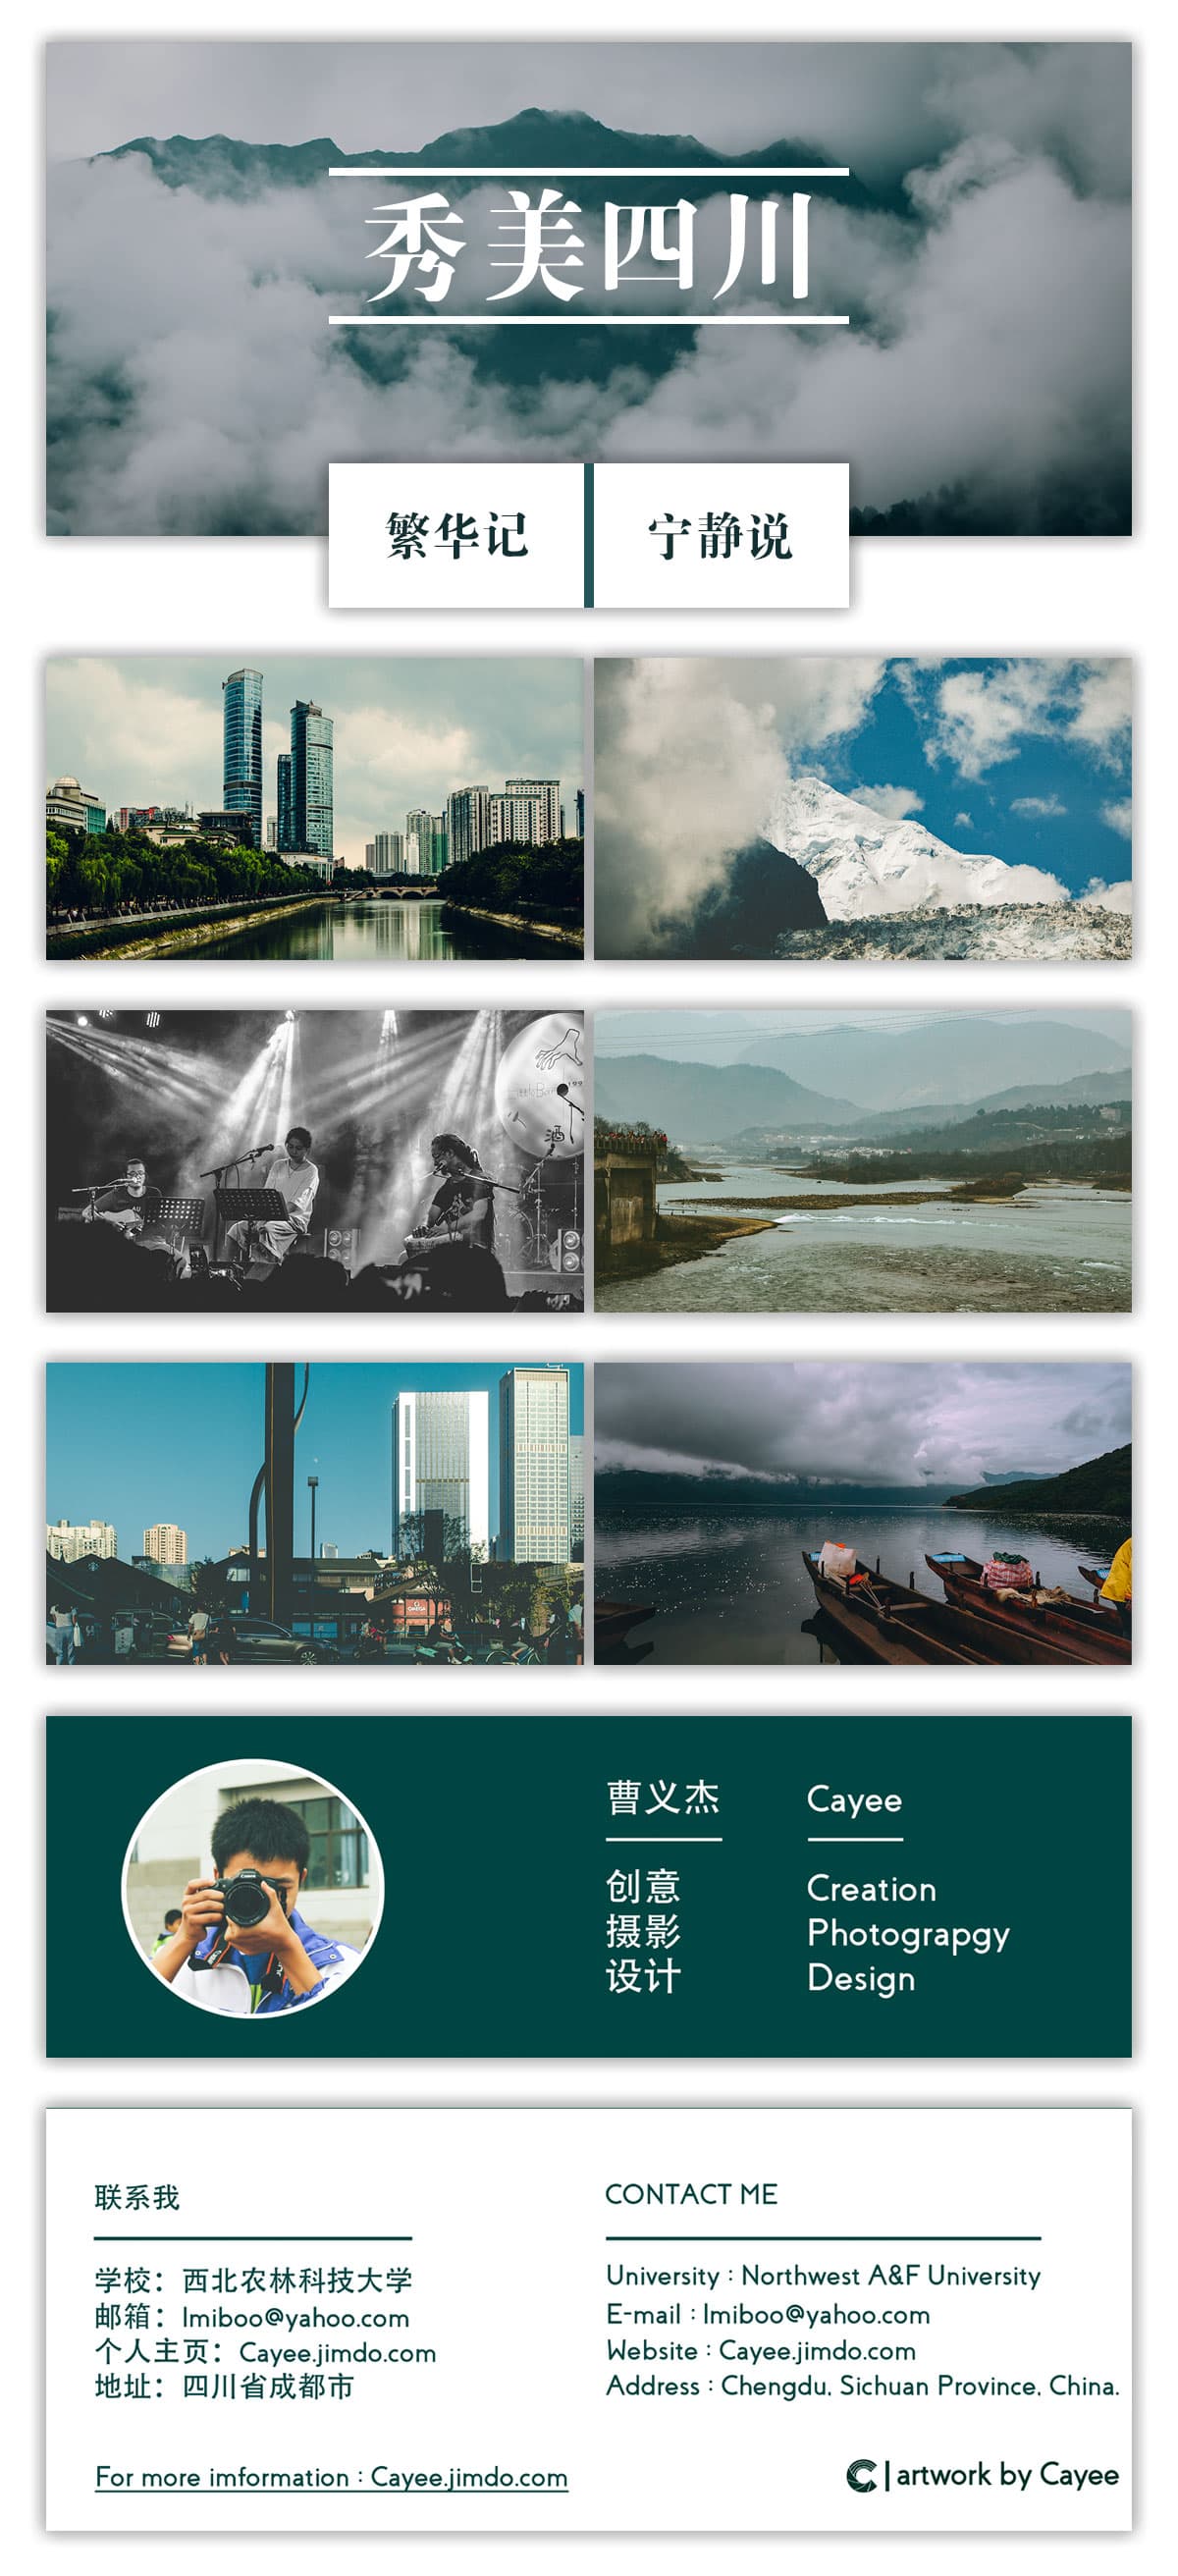 秀美四川
繁华记
宁静说
酒
曹义杰
创意
摄影
设计
Cayee
Creation
Photograpgy
Design
联系我
学校：西北农林科技大学
邮箱：lmiboo@yahoo.com
个人主页：Cayee.jimdo.com
地址：四川省成都市
CONTACT ME
University : Northwest A&F University
E-mail : lmiboo@yahoo.com
Website : Cayee.jimdo.com
Address : Chengdu, Sichuan Province, China.
For more imformation : Cayee.jimdo.com
C | artwork by Cayee